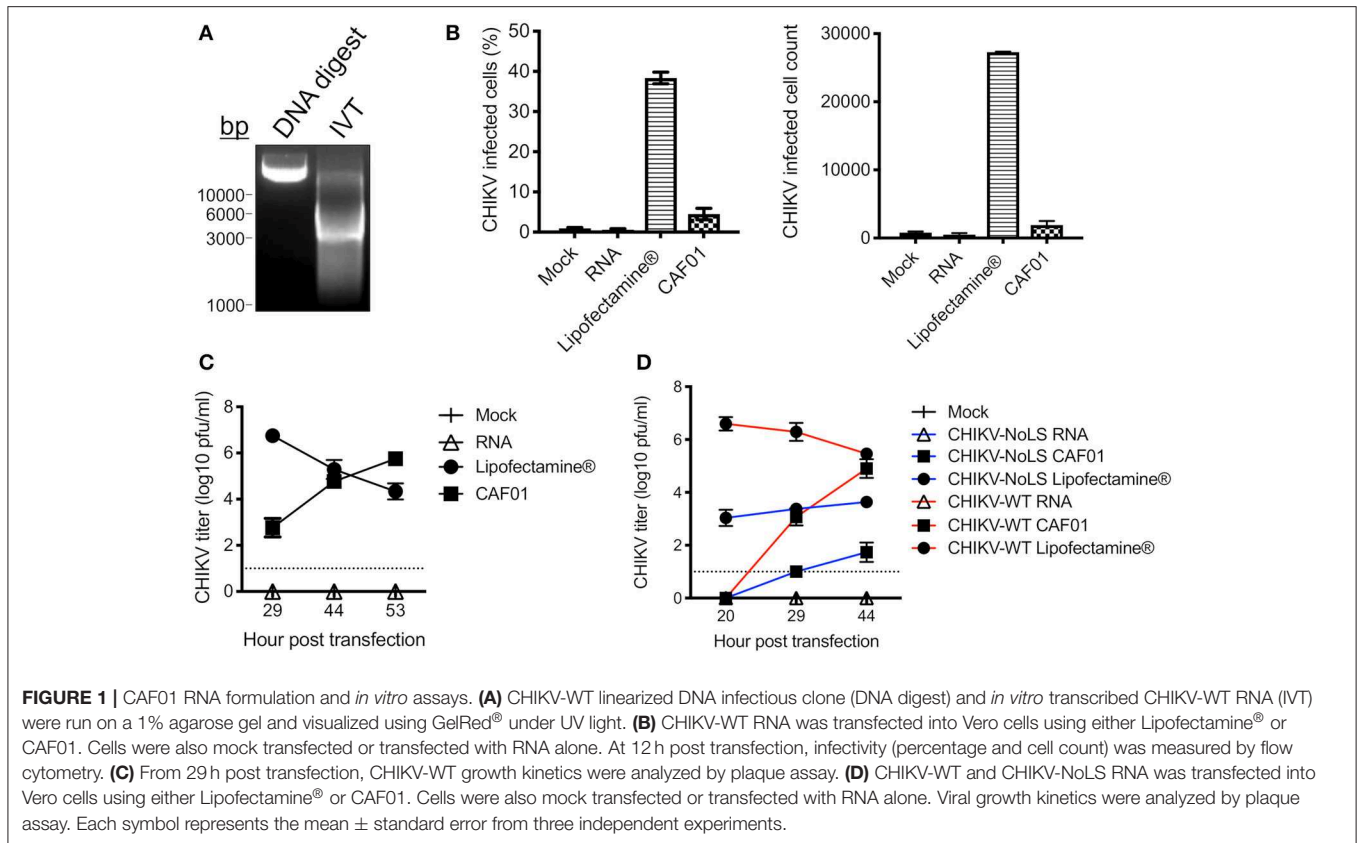 A
DNA digest
IVT
bp
10000
6000
3000
1000
B
CHIKV infected cells (%)
50
40
30
20
10
0
Mock
RNA
Lipofectamine®
CAF01
CHIKV infected cell count
30000
20000
10000
0
Mock
RNA
Lipofectamine®
CAF01
C
CHIKV titer (log10 pfu/ml)
8
6
4
2
0
29
44
53
Hour post transfection
Mock
RNA
Lipofectamine®
CAF01
D
CHIKV titer (log10 pfu/ml)
8
6
4
2
0
20
29
44
Hour post transfection
Mock
CHIKV-NoLS RNA
CHIKV-NoLS CAF01
CHIKV-NoLS Lipofectamine®
CHIKV-WT RNA
CHIKV-WT CAF01
CHIKV-WT Lipofectamine®
FIGURE 1 | CAF01 RNA formulation and in vitro assays. (A) CHIKV-WT linearized DNA infectious clone (DNA digest) and in vitro transcribed CHIKV-WT RNA (IVT)
were run on a 1% agarose gel and visualized using GelRed® under UV light. (B) CHIKV-WT RNA was transfected into Vero cells using either Lipofectamine® or
CAF01. Cells were also mock transfected or transfected with RNA alone. At 12 h post transfection, infectivity (percentage and cell count) was measured by flow
cytometry. (C) From 29 h post transfection, CHIKV-WT growth kinetics were analyzed by plaque assay. (D) CHIKV-WT and CHIKV-NoLS RNA was transfected into
Vero cells using either Lipofectamine® or CAF01. Cells were also mock transfected or transfected with RNA alone. Viral growth kinetics were analyzed by plaque
assay. Each symbol represents the mean ± standard error from three independent experiments.